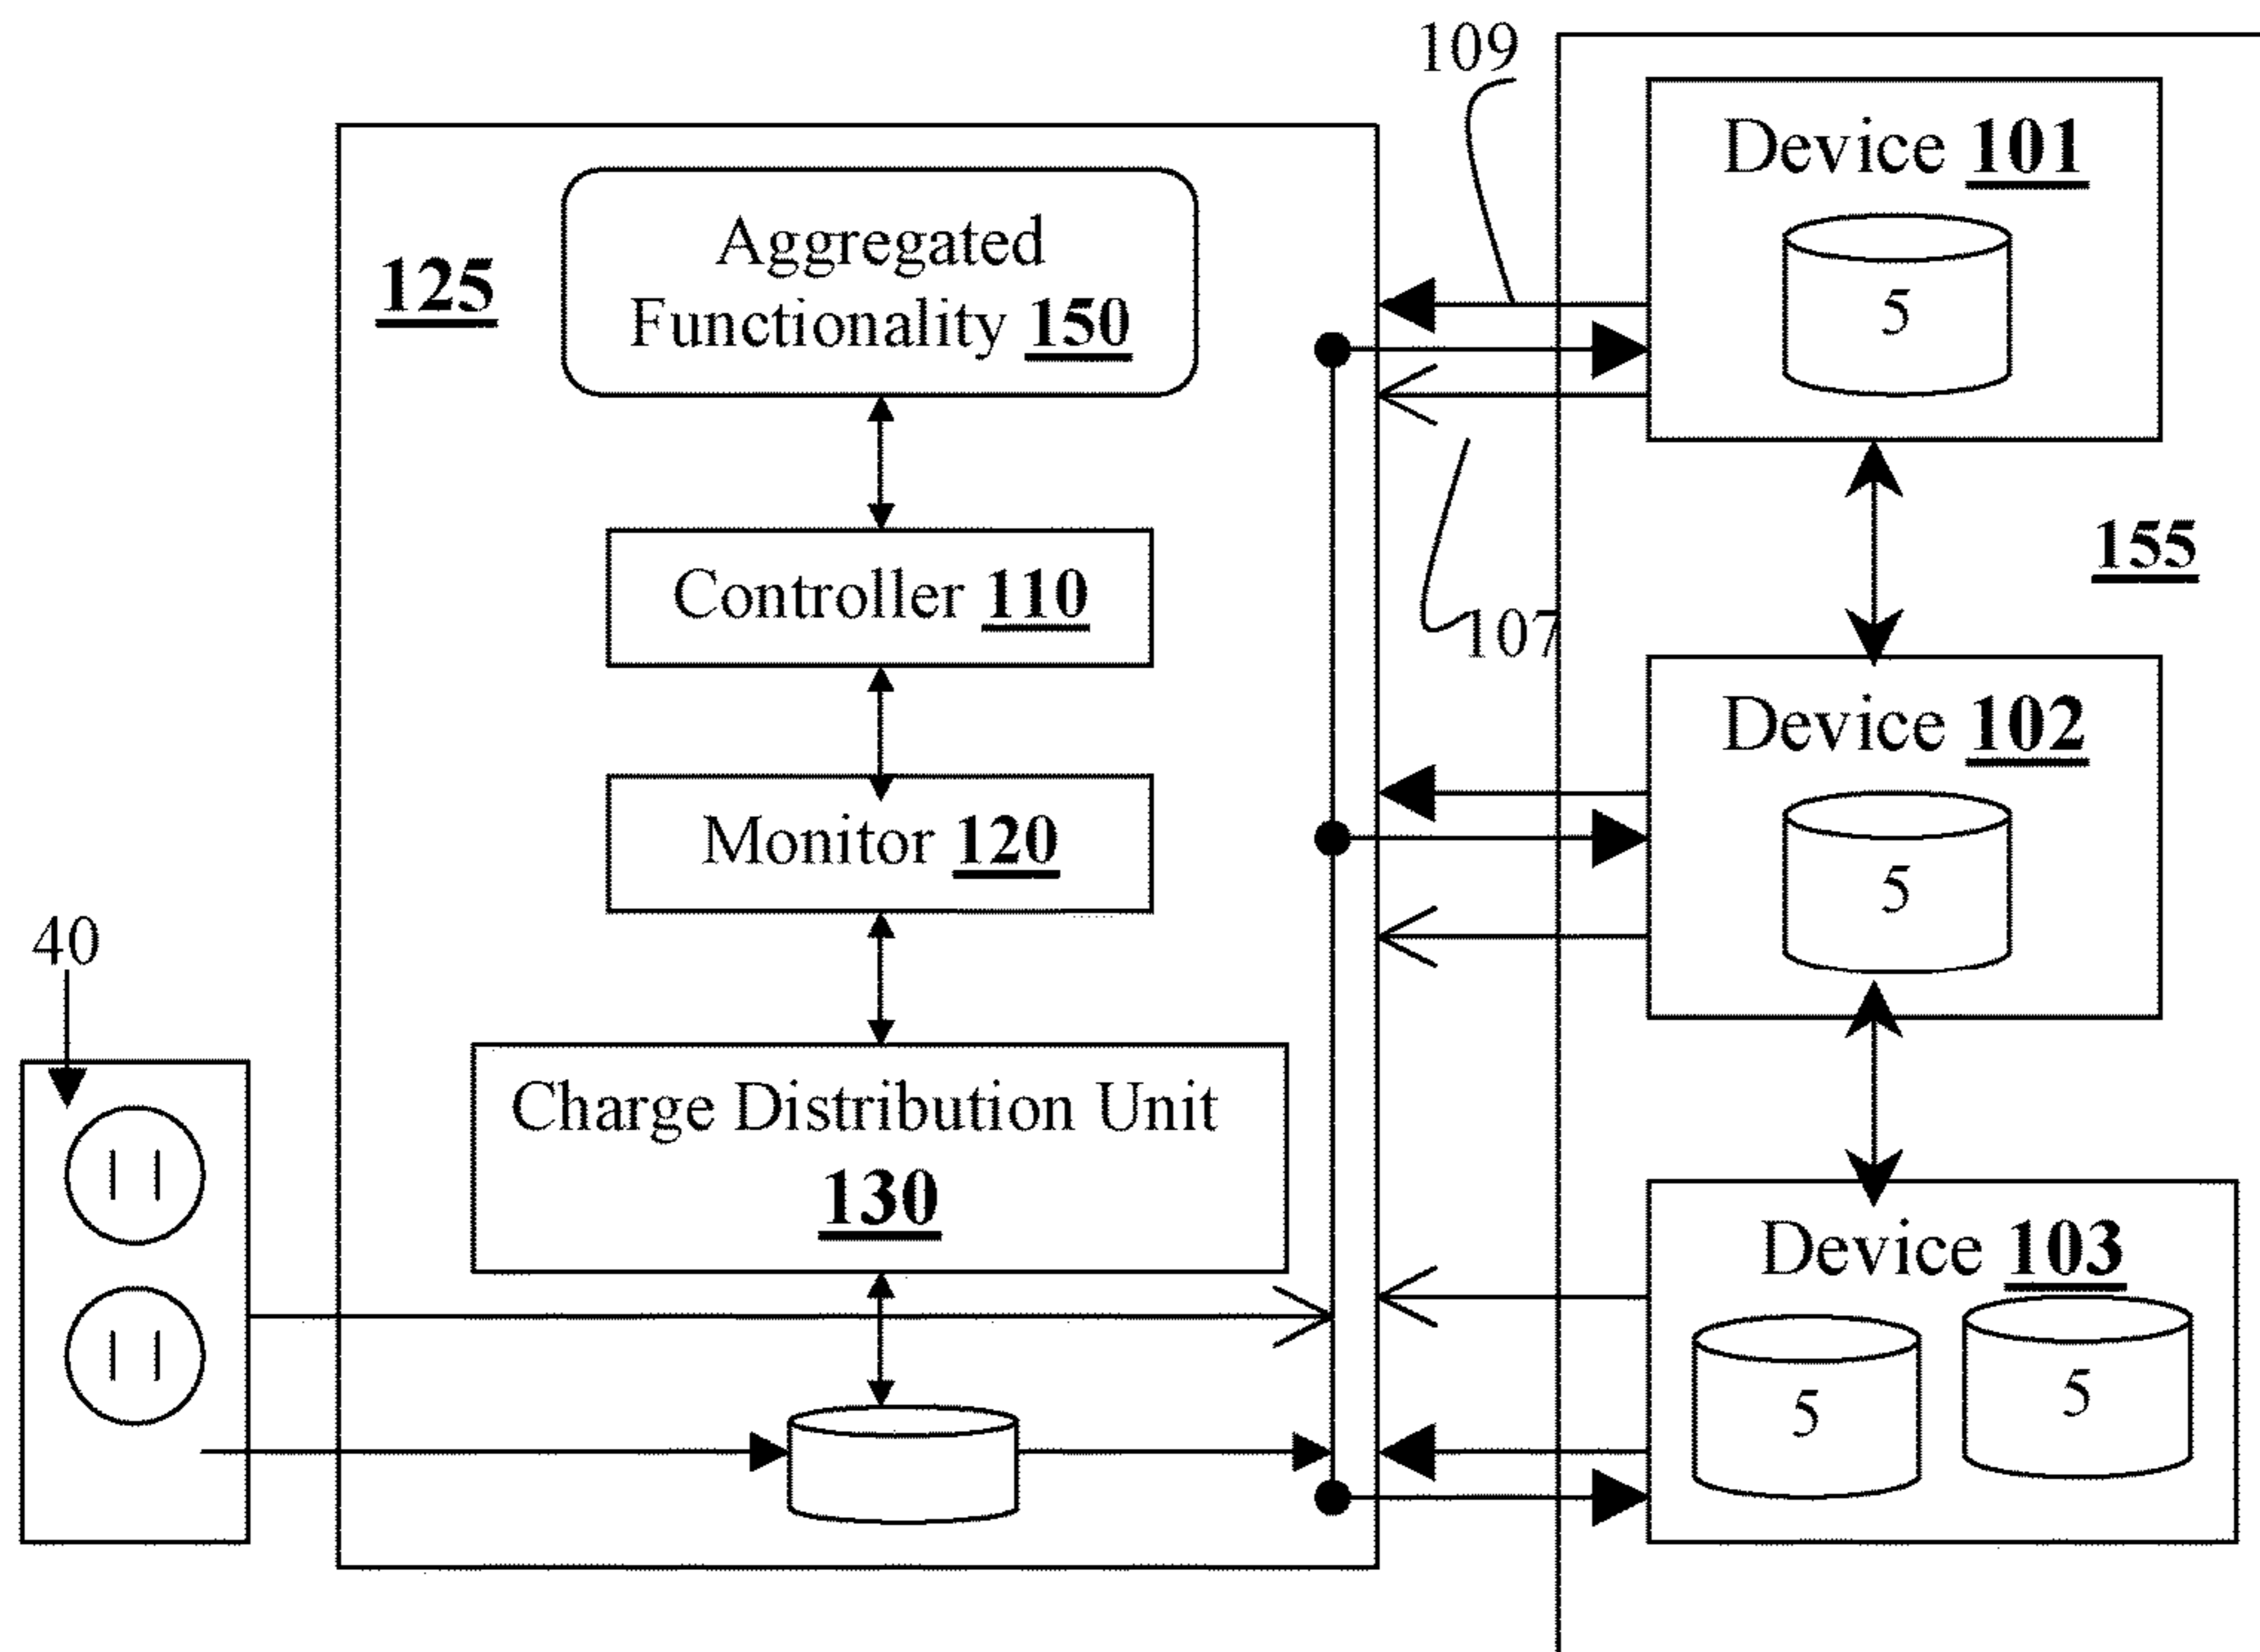 109
Device 101
5
125
Aggregated
Functionality 150
Controller 110
155
107
Device 102
5
Monitor 120
40
Charge Distribution Unit
130
Device 103
5
5